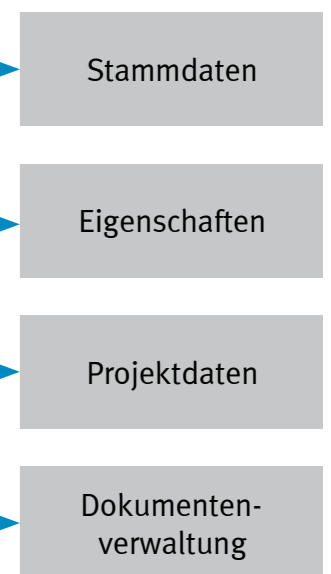 Stammdaten
Eigenschaften
Projektdaten
Dokumenten-
verwaltung